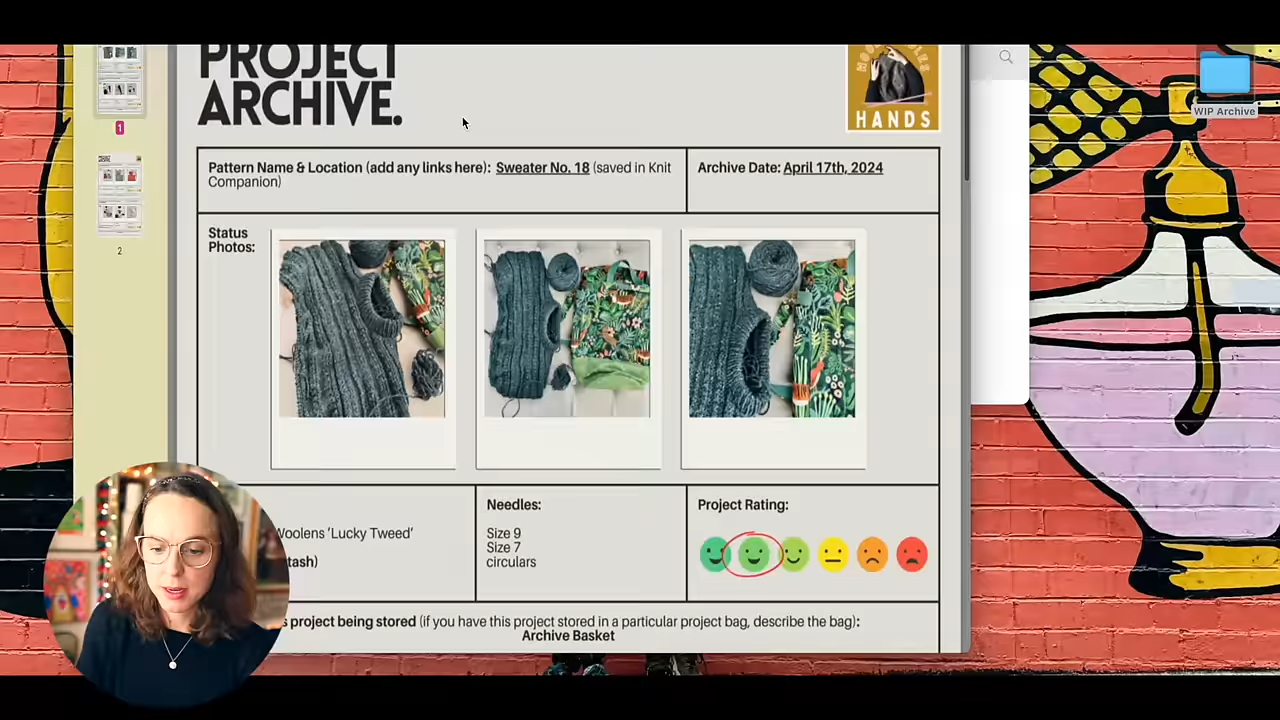 PROJECT
ARCHIVE.
HANDS
WIP Archive
Pattern Name & Location (add any links here): Sweater No. 18 (saved in Knit
Companion)
Archive Date: April 17th, 2024
Status
Photos:
Woolens 'Lucky Tweed'
Needles:
Size 9
Size 7
circulars
Project Rating:
project being stored (if you have this project stored in a particular project bag, describe the bag):
Archive Basket
1
2